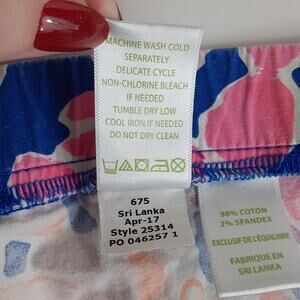 MACHINE WASH COLD
SEPARATELY
DELICATE CYCLE
NON-CHLORINE BLEACH
IF NEEDED
TUMBLE DRY LOW
COOL IRON IF NEEDED
DO NOT DRY CLEAN
675
Sri Lanka
Apr-17
Style 25314
PO 046257 1
98% COTON
2% SPANDEX
EXCLUSIF DE L'ÉQUILIBRE
FABRIQUE EN
SRI LANKA